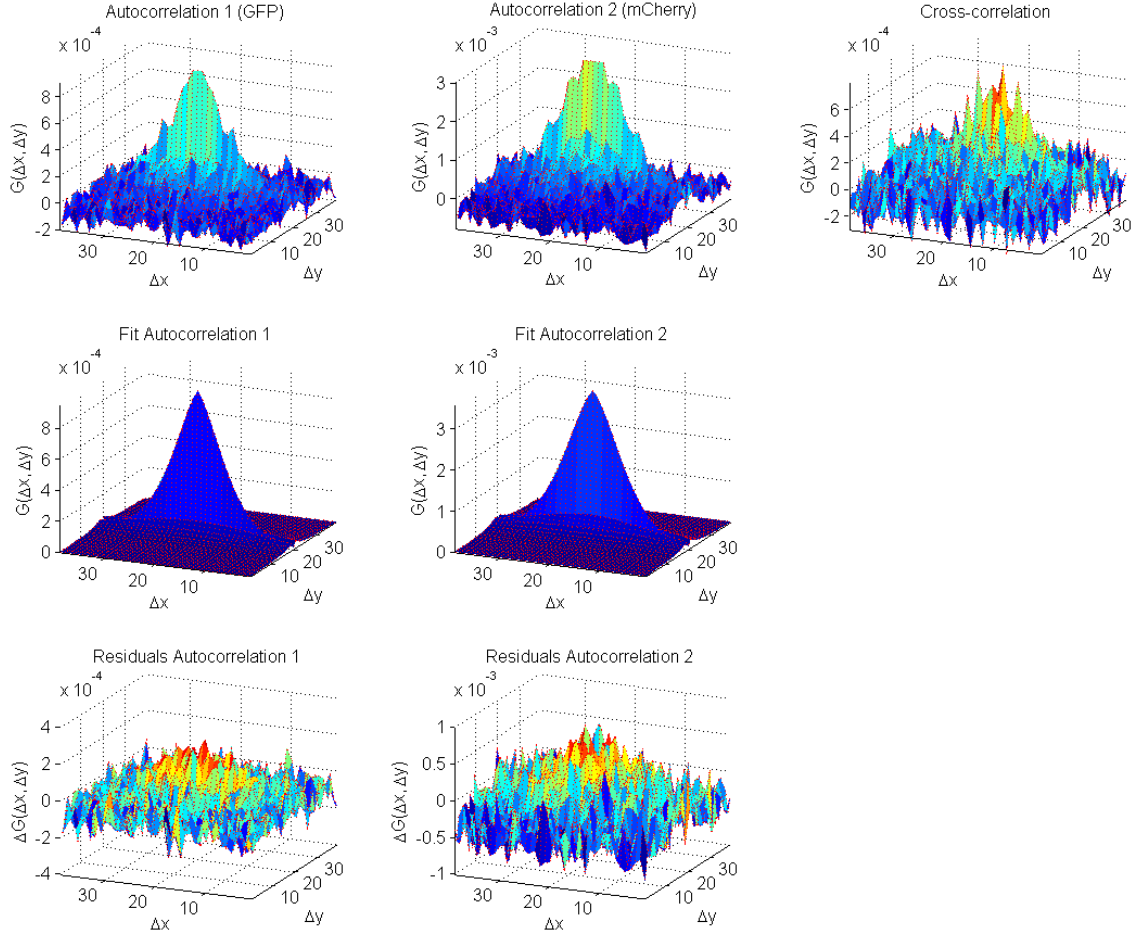 Autocorrelation 1 (GFP)
x 10⁻⁴
G(Δx, Δy)
8
6
4
2
0
-2
30
20
10
Δx
10
20
30
Δy
Autocorrelation 2 (mCherry)
x 10⁻³
G(Δx, Δy)
3
2
1
0
30
20
10
Δx
10
20
30
Δy
Cross-correlation
x 10⁻⁴
G(Δx, Δy)
6
4
2
0
-2
30
20
10
Δx
10
20
30
Δy
Fit Autocorrelation 1
x 10⁻⁴
G(Δx, Δy)
8
6
4
2
0
30
20
10
Δx
10
20
30
Δy
Fit Autocorrelation 2
x 10⁻³
G(Δx, Δy)
3
2
1
0
30
20
10
Δx
10
20
30
Δy
Residuals Autocorrelation 1
x 10⁻⁴
ΔG(Δx, Δy)
4
2
0
-2
-4
30
20
10
Δx
10
20
30
Δy
Residuals Autocorrelation 2
x 10⁻³
ΔG(Δx, Δy)
1
0.5
0
-0.5
-1
30
20
10
Δx
10
20
30
Δy